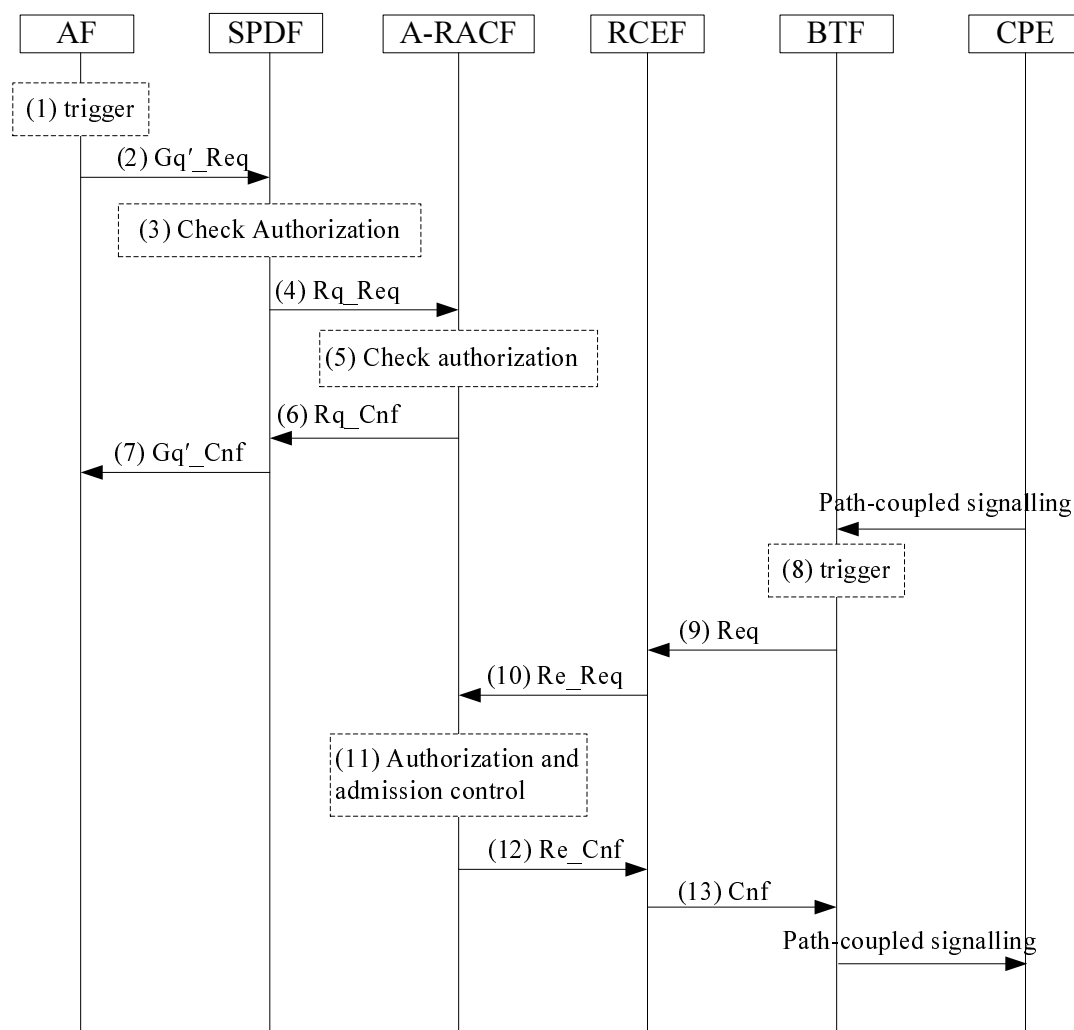 AF SPDF A-RACF RCEF BTF CPE
(1) trigger
(2) Gq′_Req
(3) Check Authorization
(4) Rq_Req
(5) Check authorization
(6) Rq_Cnf
(7) Gq′_Cnf
Path-coupled signalling
(8) trigger
(9) Req
(10) Re_Req
(11) Authorization and
admission control
(12) Re_Cnf
(13) Cnf
Path-coupled signalling